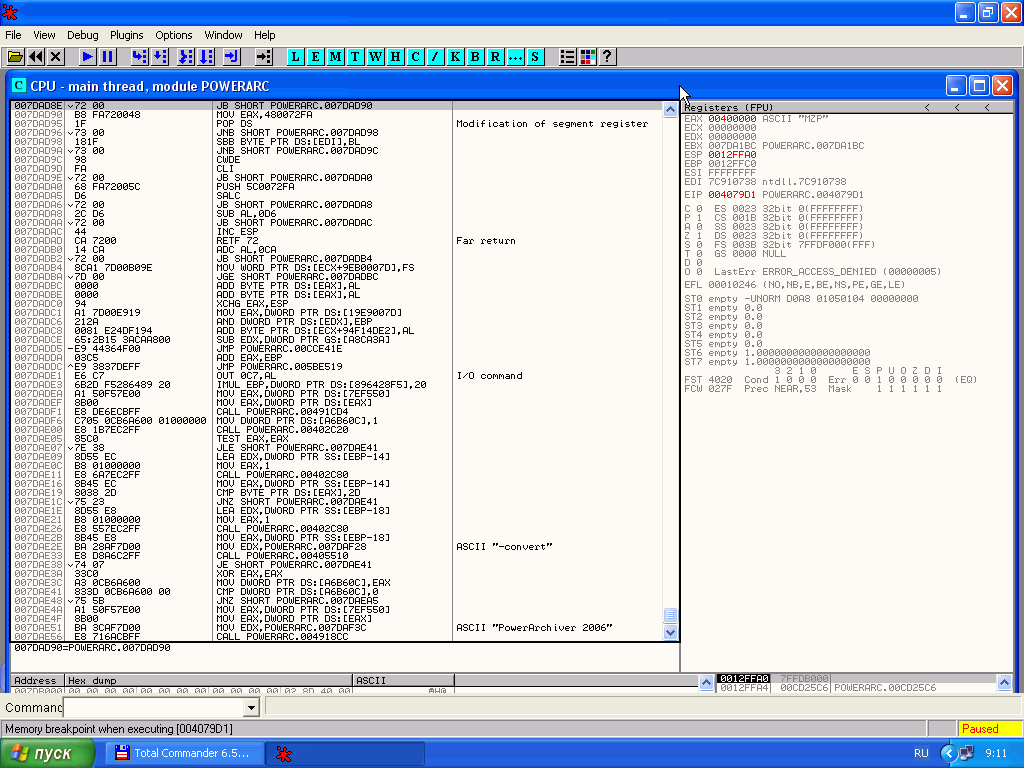 File View Debug Plugins Options Window Help
L E M T W H C / K B R ... S ?
C CPU - main thread, module POWERARC
007DAD8E 72 00 JB SHORT POWERARC.007DAD90
007DAD90 B8 FA720048 MOV EAX,480072FA
007DAD95 1F POP DS Modification of segment register
007DAD96 73 00 JNB SHORT POWERARC.007DAD98
007DAD98 181F SBB BYTE PTR DS:[EDI],BL
007DAD9A 73 00 JNB SHORT POWERARC.007DAD9C
007DAD9C 98 CWDE
007DAD9D FA CLI
007DAD9E 72 00 JB SHORT POWERARC.007DADA0
007DADA0 68 FA72005C PUSH 5C0072FA
007DADA5 D6 SALC
007DADA6 72 00 JB SHORT POWERARC.007DADA8
007DADA8 2C D6 SUB AL,0D6
007DADAA 72 00 JB SHORT POWERARC.007DADAC
007DADAC 44 INC ESP
007DADAD CA 7200 RETF 72 Far return
007DADB0 14 CA ADC AL,0CA
007DADB2 72 00 JB SHORT POWERARC.007DADB4
007DADB4 8CA1 7D00B09E MOV WORD PTR DS:[ECX+9EB0007D],FS
007DADBA 7D 00 JGE SHORT POWERARC.007DADBC
007DADBC 0000 ADD BYTE PTR DS:[EAX],AL
007DADBE 0000 ADD BYTE PTR DS:[EAX],AL
007DADC0 94 XCHG EAX,ESP
007DADC1 A1 7D00E919 MOV EAX,DWORD PTR DS:[19E9007D]
007DADC6 212A AND DWORD PTR DS:[EDX],EBP
007DADC8 0081 E24DF194 ADD BYTE PTR DS:[ECX+94F14DE2],AL
007DADCE 65:2B15 3ACAA800 SUB EDX,DWORD PTR GS:[A8CA3A]
007DADD5 E9 44364F00 JMP POWERARC.00CCE41E
007DADDA 03C5 ADD EAX,EBP
007DADDC E9 3837DEFF JMP POWERARC.005BE519
007DADE1 E6 C7 OUT 0C7,AL I/O command
007DADE3 6B2D F5286489 20 IMUL EBP,DWORD PTR DS:[896428F5],20
007DADEA A1 50F57E00 MOV EAX,DWORD PTR DS:[7EF550]
007DADEF 8B00 MOV EAX,DWORD PTR DS:[EAX]
007DADF1 E8 DE6ECBFF CALL POWERARC.00491CD4
007DADF6 C705 0CB6A600 01000000 MOV DWORD PTR DS:[A6B60C],1
007DAE00 E8 1B7EC2FF CALL POWERARC.00402C20
007DAE05 85C0 TEST EAX,EAX
007DAE07 7E 38 JLE SHORT POWERARC.007DAE41
007DAE09 8D55 EC LEA EDX,DWORD PTR SS:[EBP-14]
007DAE0C B8 01000000 MOV EAX,1
007DAE11 E8 6A7EC2FF CALL POWERARC.00402C80
007DAE16 8B45 EC MOV EAX,DWORD PTR SS:[EBP-14]
007DAE19 8038 2D CMP BYTE PTR DS:[EAX],2D
007DAE1C 75 23 JNZ SHORT POWERARC.007DAE41
007DAE1E 8D55 E8 LEA EDX,DWORD PTR SS:[EBP-18]
007DAE21 B8 01000000 MOV EAX,1
007DAE26 E8 557EC2FF CALL POWERARC.00402C80
007DAE2B 8B45 E8 MOV EAX,DWORD PTR SS:[EBP-18]
007DAE2E BA 28AF7D00 MOV EDX,POWERARC.007DAF28 ASCII "-convert"
007DAE33 E8 D8A6C2FF CALL POWERARC.00405510
007DAE38 74 07 JE SHORT POWERARC.007DAE41
007DAE3A 33C0 XOR EAX,EAX
007DAE3C A3 0CB6A600 MOV DWORD PTR DS:[A6B60C],EAX
007DAE41 833D 0CB6A600 00 CMP DWORD PTR DS:[A6B60C],0
007DAE48 75 5B JNZ SHORT POWERARC.007DAEA5
007DAE4A A1 50F57E00 MOV EAX,DWORD PTR DS:[7EF550]
007DAE4F 8B00 MOV EAX,DWORD PTR DS:[EAX]
007DAE51 BA 3CAF7D00 MOV EDX,POWERARC.007DAF3C ASCII "PowerArchiver 2006"
007DAE56 E8 716ACBFF CALL POWERARC.004918CC
007DAD90=POWERARC.007DAD90
Registers (FPU) < < <
EAX 00400000 ASCII "MZP"
ECX 00000000
EDX 00000000
EBX 007DA1BC POWERARC.007DA1BC
ESP 0012FFA0
EBP 0012FFC0
ESI FFFFFFFF
EDI 7C910738 ntdll.7C910738
EIP 004079D1 POWERARC.004079D1
C 0 ES 0023 32bit 0(FFFFFFFF)
P 1 CS 001B 32bit 0(FFFFFFFF)
A 0 SS 0023 32bit 0(FFFFFFFF)
Z 1 DS 0023 32bit 0(FFFFFFFF)
S 0 FS 003B 32bit 7FFDF000(FFF)
T 0 GS 0000 NULL
D 0
O 0 LastErr ERROR_ACCESS_DENIED (00000005)
EFL 00010246 (NO,NB,E,BE,NS,PE,GE,LE)
ST0 empty -UNORM D0A8 01050104 00000000
ST1 empty 0.0
ST2 empty 0.0
ST3 empty 0.0
ST4 empty 0.0
ST5 empty 0.0
ST6 empty 1.0000000000000000000
ST7 empty 1.0000000000000000000
3 2 1 0 E S P U O Z D I
FST 4020 Cond 1 0 0 0 Err 0 0 1 0 0 0 0 0 (EQ)
FCW 027F Prec NEAR,53 Mask 1 1 1 1 1 1
Address Hex dump ASCII
007DB000 00 00 00 00 00 00 00 00 02 8D 40 00
0012FFA0 7FFDB000
0012FFA4 00CD25C6 POWERARC.00CD25C6
Command
Memory breakpoint when executing [004079D1] Paused
пуск Total Commander 6.5... RU 9:11